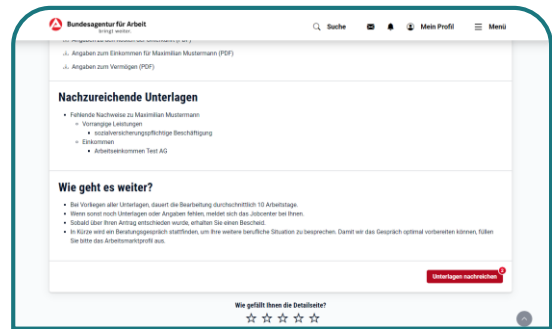 Bundesagentur für Arbeit
bringt weiter.
Suche
Mein Profil
Menü
Angaben zu den
(PDF)
Angaben zum Einkommen für Maximilian Mustermann (PDF)
Angaben zum Vermögen (PDF)
Nachzureichende Unterlagen
Fehlende Nachweise zu Maximilian Mustermann
Vorrangige Leistungen
sozialversicherungspflichtige Beschäftigung
Einkommen
Arbeitseinkommen Test AG
Wie geht es weiter?
Bei Vorliegen aller Unterlagen, dauert die Bearbeitung durchschnittlich 10 Arbeitstage.
Wenn sonst noch Unterlagen oder Angaben fehlen, meldet sich das Jobcenter bei Ihnen.
Sobald über Ihren Antrag entschieden wurde, erhalten Sie einen Bescheid.
In Kürze wird ein Beratungsgespräch stattfinden, um Ihre weitere berufliche Situation zu besprechen. Damit wir das Gespräch optimal vorbereiten können, füllen
Sie bitte das Arbeitsmarktprofil aus.
Unterlagen nachreichen
2
Wie gefällt Ihnen die Detailseite?